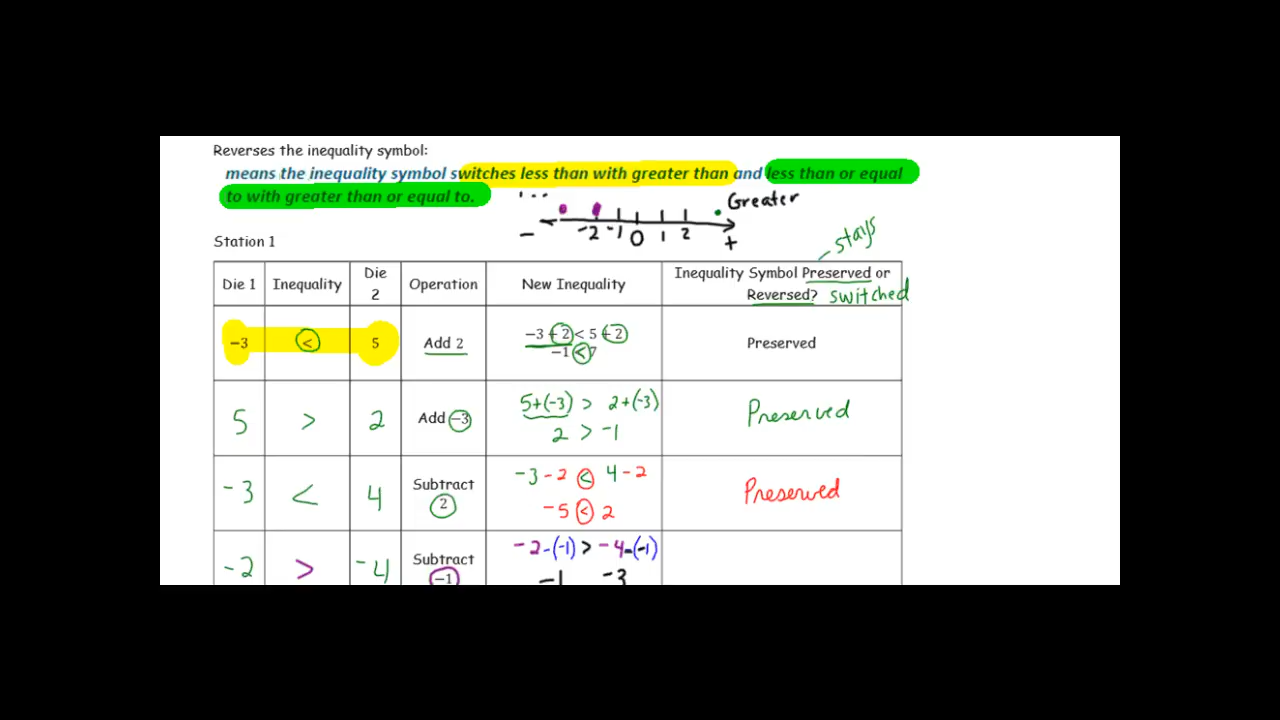 Reverses the inequality symbol:
means the inequality symbol switches less than with greater than and less than or equal
to with greater than or equal to.
Greater
-2 -1 0 1 2
- +
stays
Station 1
Die 1 Inequality Die 2 Operation New Inequality Inequality Symbol Preserved or
Reversed? switched
-3 < 5 Add 2 -3 + 2 < 5 + 2 Preserved
-1 < 7
5 > 2 Add -3 5+(-3) > 2+(-3) Preserved
2 > -1
-3 < 4 Subtract 2 -3 - 2 < 4 - 2 Preserved
-5 < 2
-2 > -4 Subtract -1 -2-(-1) > -4-(-1)
-1 -3